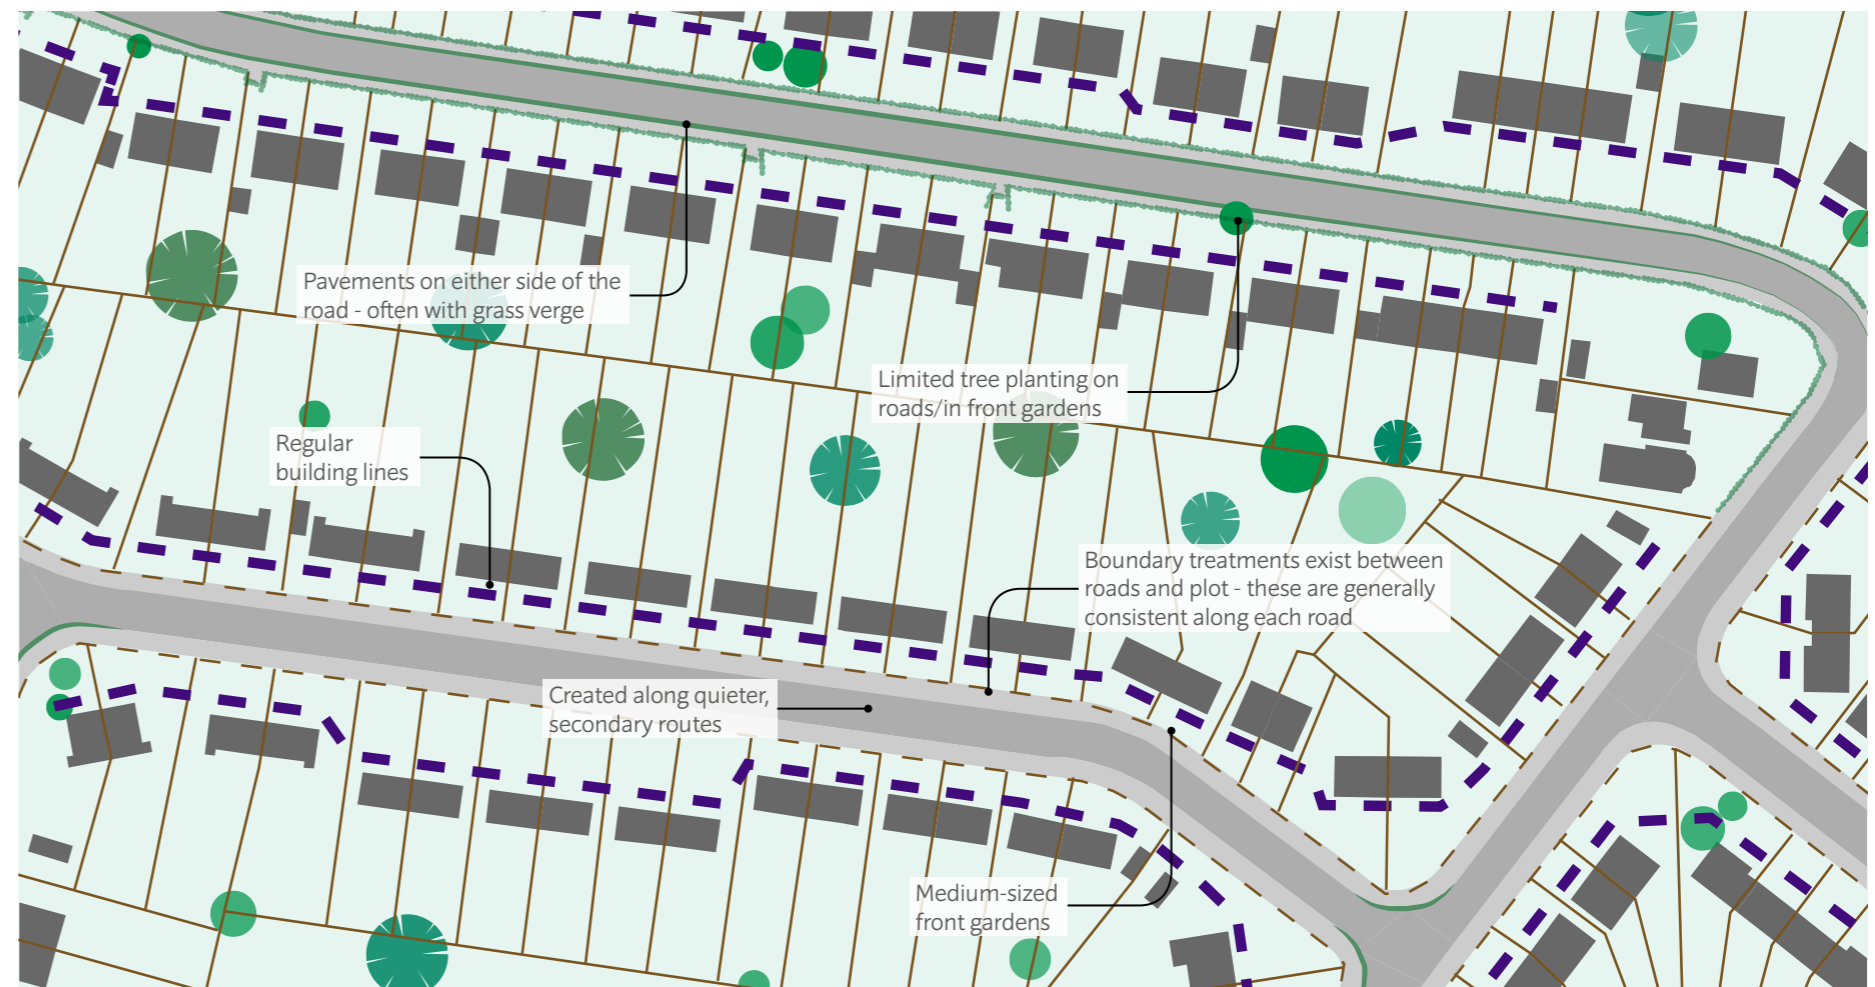 Pavements on either side of the
road - often with grass verge
Limited tree planting on
roads/in front gardens
Regular
building lines
Boundary treatments exist between
roads and plot - these are generally
consistent along each road
Created along quieter,
secondary routes
Medium-sized
front gardens